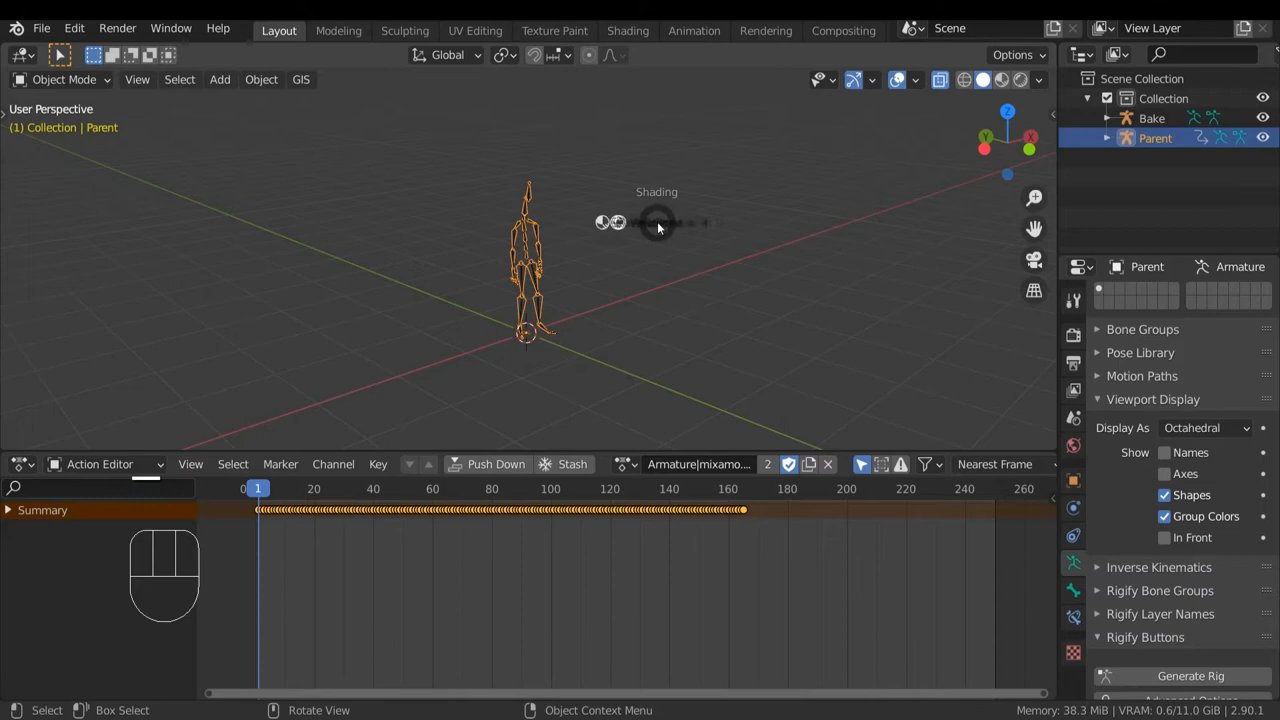 File Edit Render Window Help Layout Modeling Sculpting UV Editing Texture Paint Shading Animation Rendering Compositing Scene View Layer
Global Options
Object Mode View Select Add Object GIS
User Perspective
(1) Collection | Parent
Scene Collection
Collection
Bake
Parent
Z
Y X
Shading
Parent Armature
Bone Groups
Pose Library
Motion Paths
Viewport Display
Display As Octahedral
Show Names
Axes
Shapes
Group Colors
In Front
Inverse Kinematics
Rigify Bone Groups
Rigify Layer Names
Rigify Buttons
Generate Rig
Action Editor View Select Marker Channel Key Push Down Stash Armature|mixamo.... 2 Nearest Frame
0 1 20 40 60 80 100 120 140 160 180 200 220 240 260
Summary
Select Box Select Rotate View Object Context Menu Memory: 38.3 MiB | VRAM: 0.6/11.0 GiB | 2.90.1